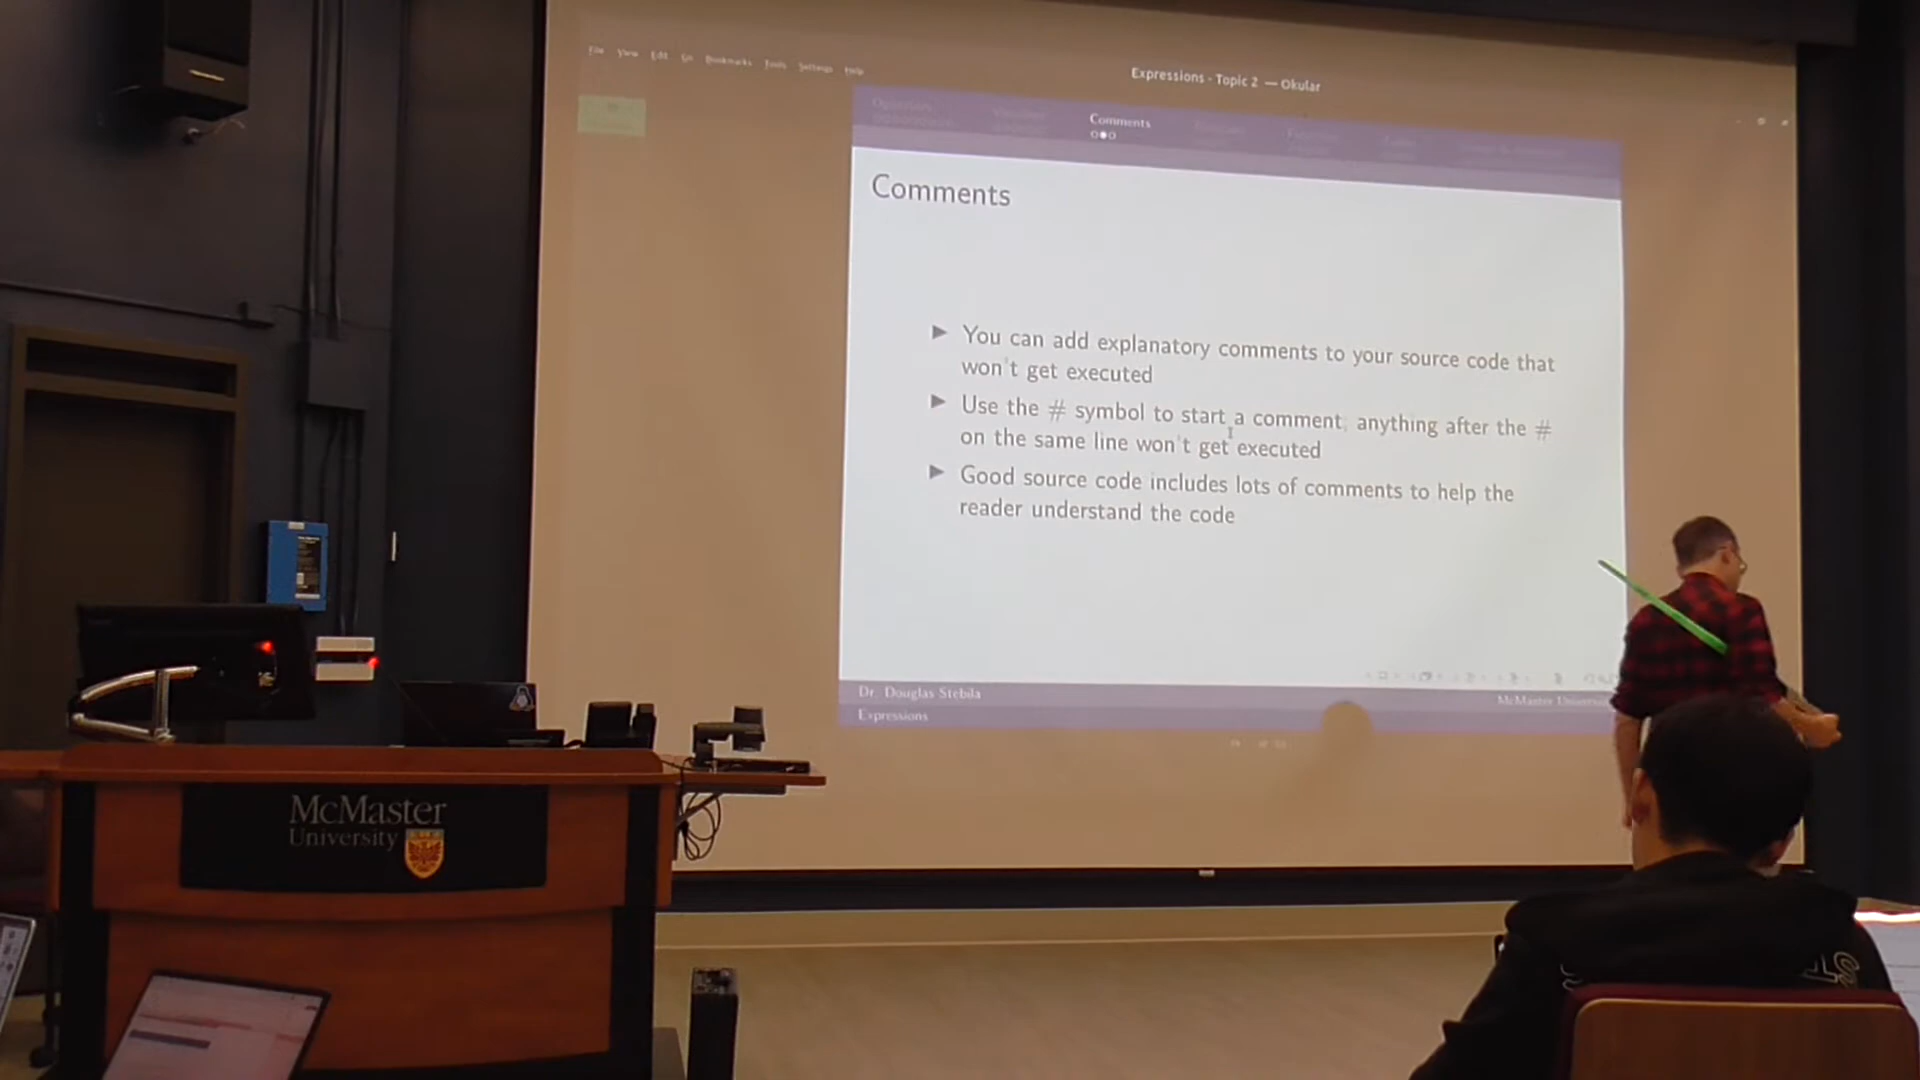 File View Edit Go Bookmarks Tools Settings Help
Expressions - Topic 2 — Okular
Comments
Comments
▶ You can add explanatory comments to your source code that
won't get executed
▶ Use the # symbol to start a comment; anything after the #
on the same line won't get executed
▶ Good source code includes lots of comments to help the
reader understand the code
Dr. Douglas Stebila
McMaster University
Expressions
McMaster
University